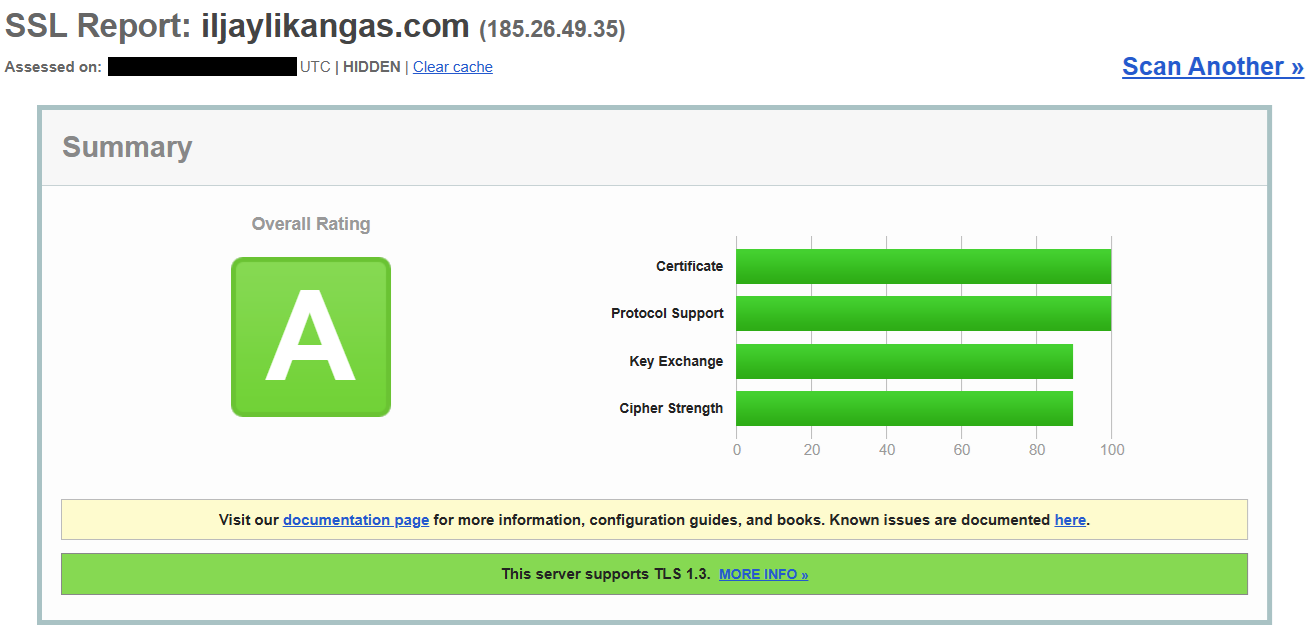 SSL Report: iljaylikangas.com (185.26.49.35)
Assessed on: UTC | HIDDEN | Clear cache
Scan Another »
Summary
Overall Rating
A
Certificate
Protocol Support
Key Exchange
Cipher Strength
0 20 40 60 80 100
Visit our documentation page for more information, configuration guides, and books. Known issues are documented here.
This server supports TLS 1.3. MORE INFO »